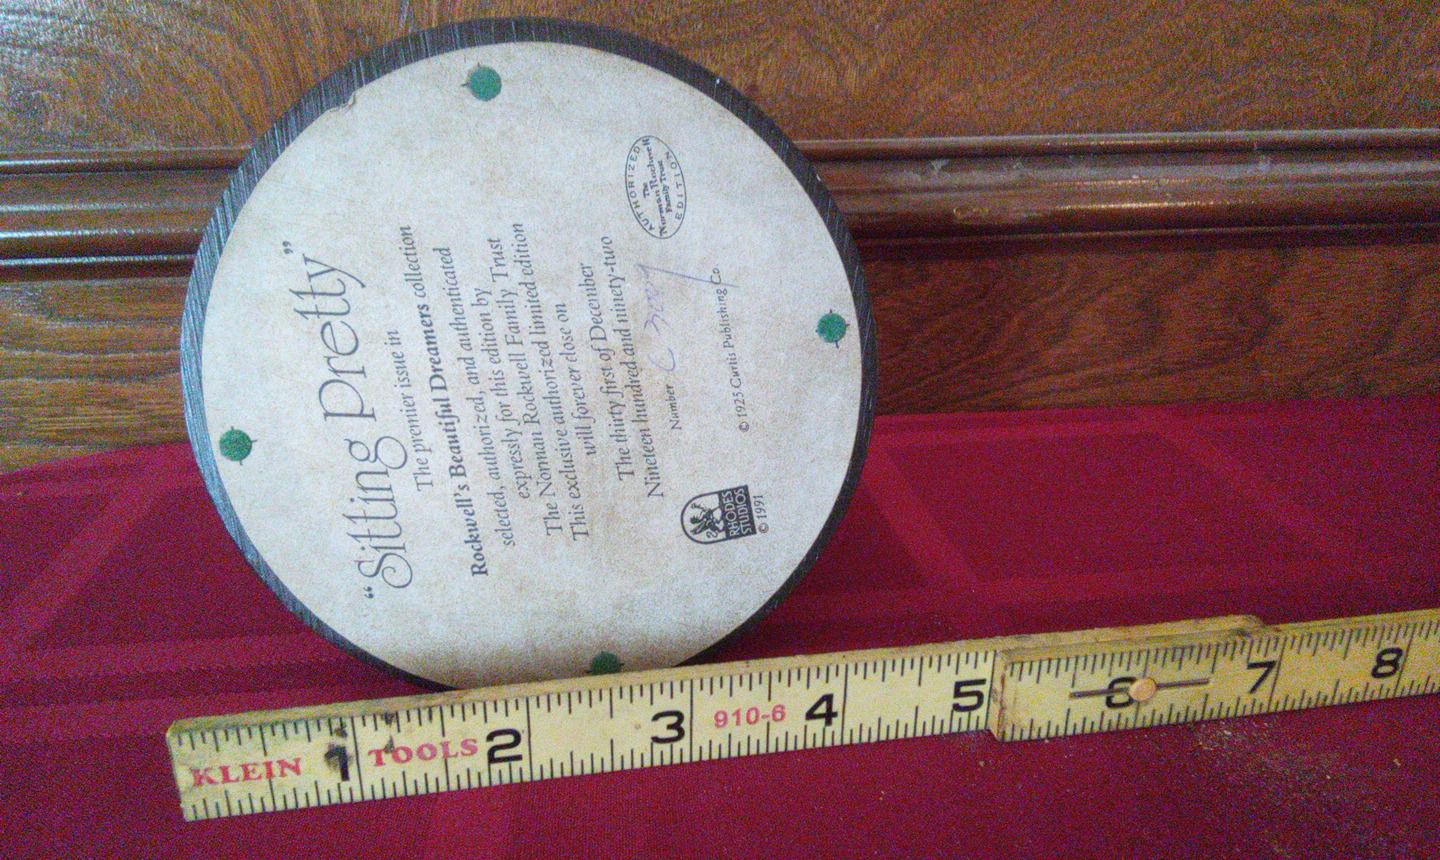 “Sitting Pretty”
The premier issue in
Rockwell's Beautiful Dreamers collection
selected, authorized, and authenticated
expressly for this edition by
The Norman Rockwell Family Trust
This exclusive authorized limited edition
will forever close on
The thirty first of December
Nineteen hundred and ninety-two
Number
© 1925 Curtis Publishing Co
RHODES
STUDIOS
© 1991
AUTHORIZED
The
Norman Rockwell
Family Trust
EDITION
1 2 3 4 5 6 7 8
KLEIN TOOLS 910-6